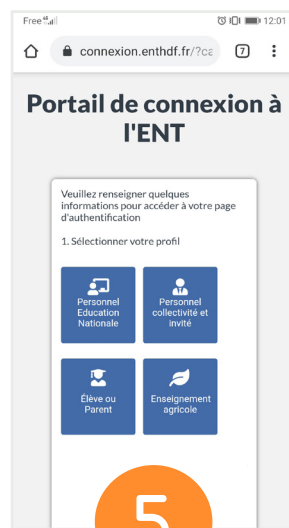 Free 4G
12:01
connexion.enthdf.fr/?ca
7
Portail de connexion à
l'ENT
Veuillez renseigner quelques
informations pour accéder à votre page
d'authentification
1. Sélectionner votre profil
Personnel
Education
Nationale
Personnel
collectivité et
invité
Élève ou
Parent
Enseignement
agricole
5